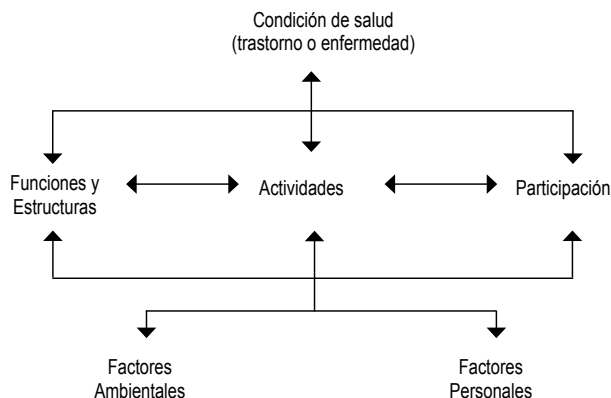 Condición de salud
(trastorno o enfermedad)
Funciones y
Estructuras
Actividades
Participación
Factores
Ambientales
Factores
Personales